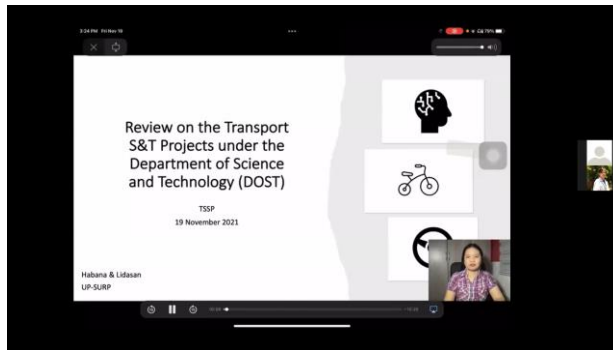 3:24 PM Fri Nov 19
79%
Review on the Transport
S&T Projects under the
Department of Science
and Technology (DOST)
TSSP
19 November 2021
Habana & Lidasan
UP-SURP